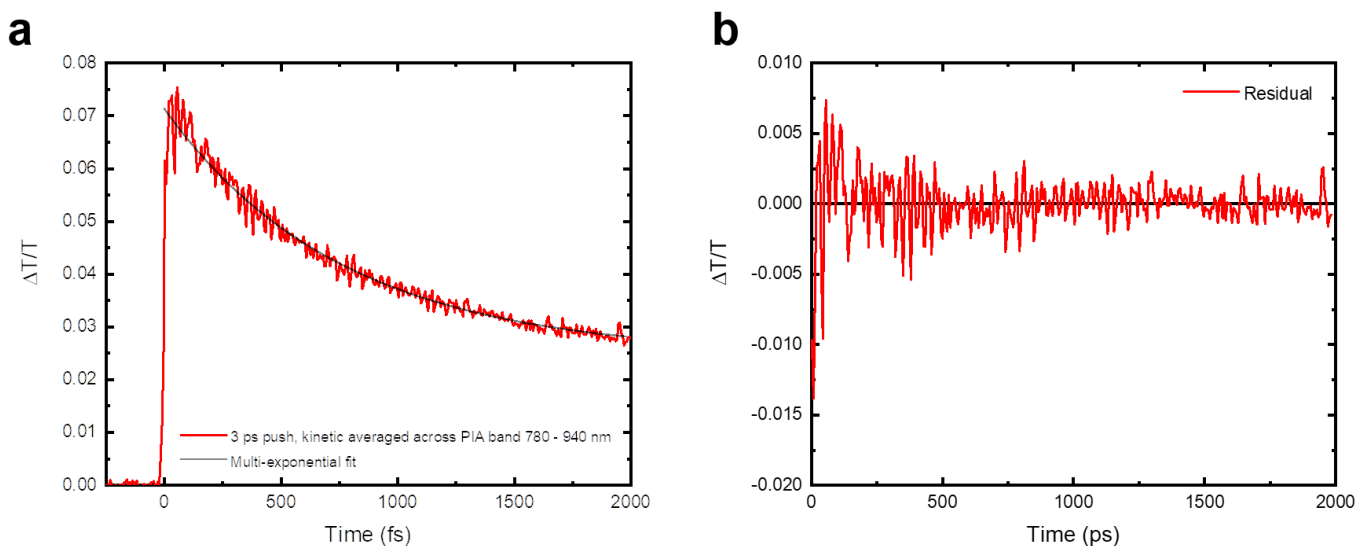 a
0.08
0.07
0.06
0.05
0.04
0.03
0.02
0.01
0.00
ΔT/T
3 ps push, kinetic averaged across PIA band 780 - 940 nm
Multi-exponential fit
0
500
1000
1500
2000
Time (fs)
b
0.010
0.005
0.000
-0.005
-0.010
-0.015
-0.020
ΔT/T
Residual
0
500
1000
1500
2000
Time (ps)